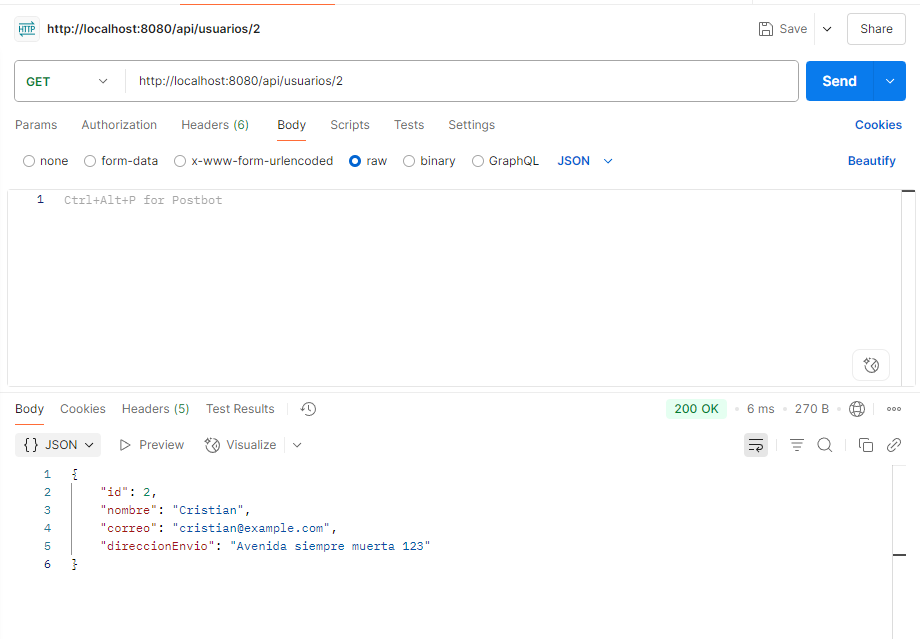 HTTP http://localhost:8080/api/usuarios/2 Save Share
GET http://localhost:8080/api/usuarios/2 Send
Params Authorization Headers (6) Body Scripts Tests Settings Cookies
none form-data x-www-form-urlencoded raw binary GraphQL JSON Beautify
1 Ctrl+Alt+P for Postbot
Body Cookies Headers (5) Test Results 200 OK • 6 ms • 270 B •
{} JSON Preview Visualize
1 {
2 "id": 2,
3 "nombre": "Cristian",
4 "correo": "cristian@example.com",
5 "direccionEnvio": "Avenida siempre muerta 123"
6 }